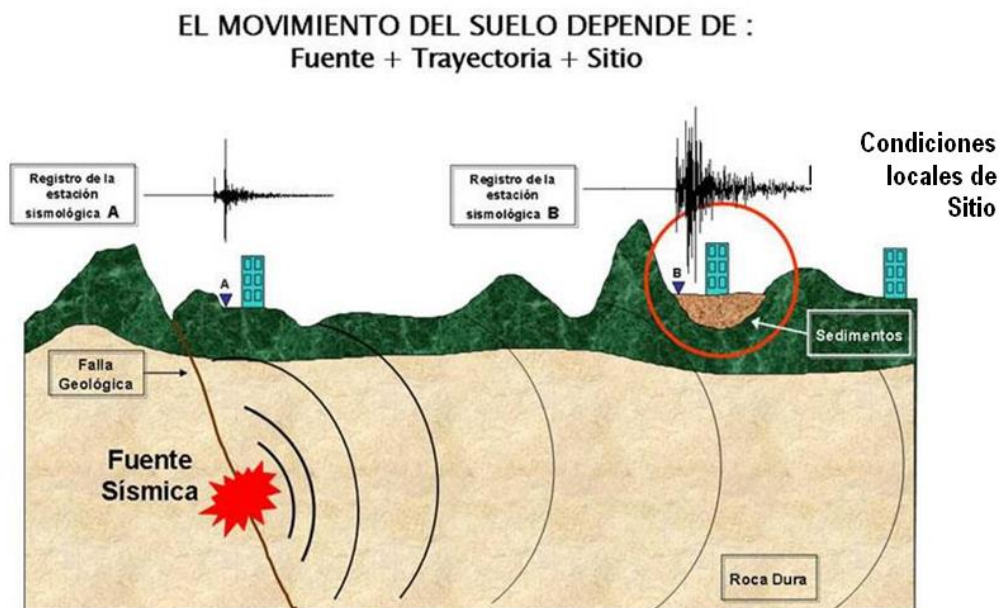 EL MOVIMIENTO DEL SUELO DEPENDE DE :
Fuente + Trayectoria + Sitio
Registro de la
estación
sismológica A
Registro de la
estación
sismológica B
Condiciones
locales de
Sitio
A
B
Sedimentos
Falla
Geológica
Fuente
Sísmica
Roca Dura